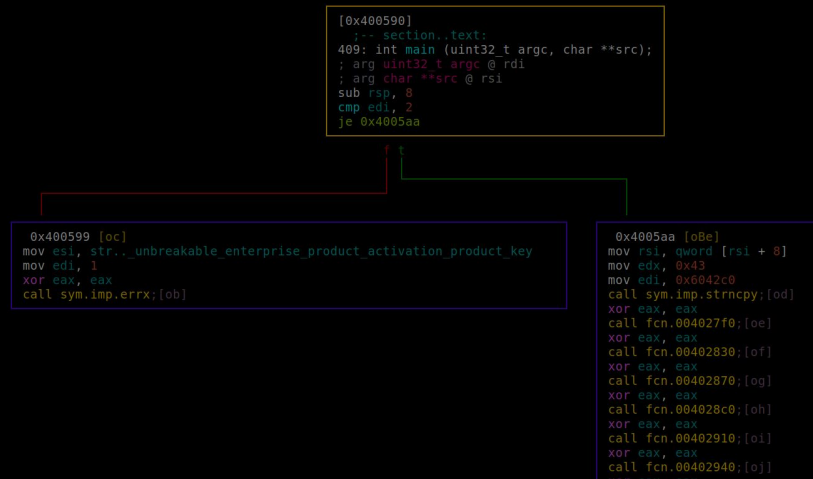 [0x400590]
;-- section..text:
409: int main (uint32_t argc, char **src);
; arg uint32_t argc @ rdi
; arg char **src @ rsi
sub rsp, 8
cmp edi, 2
je 0x4005aa
f t
0x400599 [oc]
mov esi, str.._unbreakable_enterprise_product_activation_product_key
mov edi, 1
xor eax, eax
call sym.imp.errx;[ob]
0x4005aa [oBe]
mov rsi, qword [rsi + 8]
mov edx, 0x43
mov edi, 0x6042c0
call sym.imp.strncpy;[od]
xor eax, eax
call fcn.004027f0;[oe]
xor eax, eax
call fcn.00402830;[of]
xor eax, eax
call fcn.00402870;[og]
xor eax, eax
call fcn.004028c0;[oh]
xor eax, eax
call fcn.00402910;[oi]
xor eax, eax
call fcn.00402940;[oj]